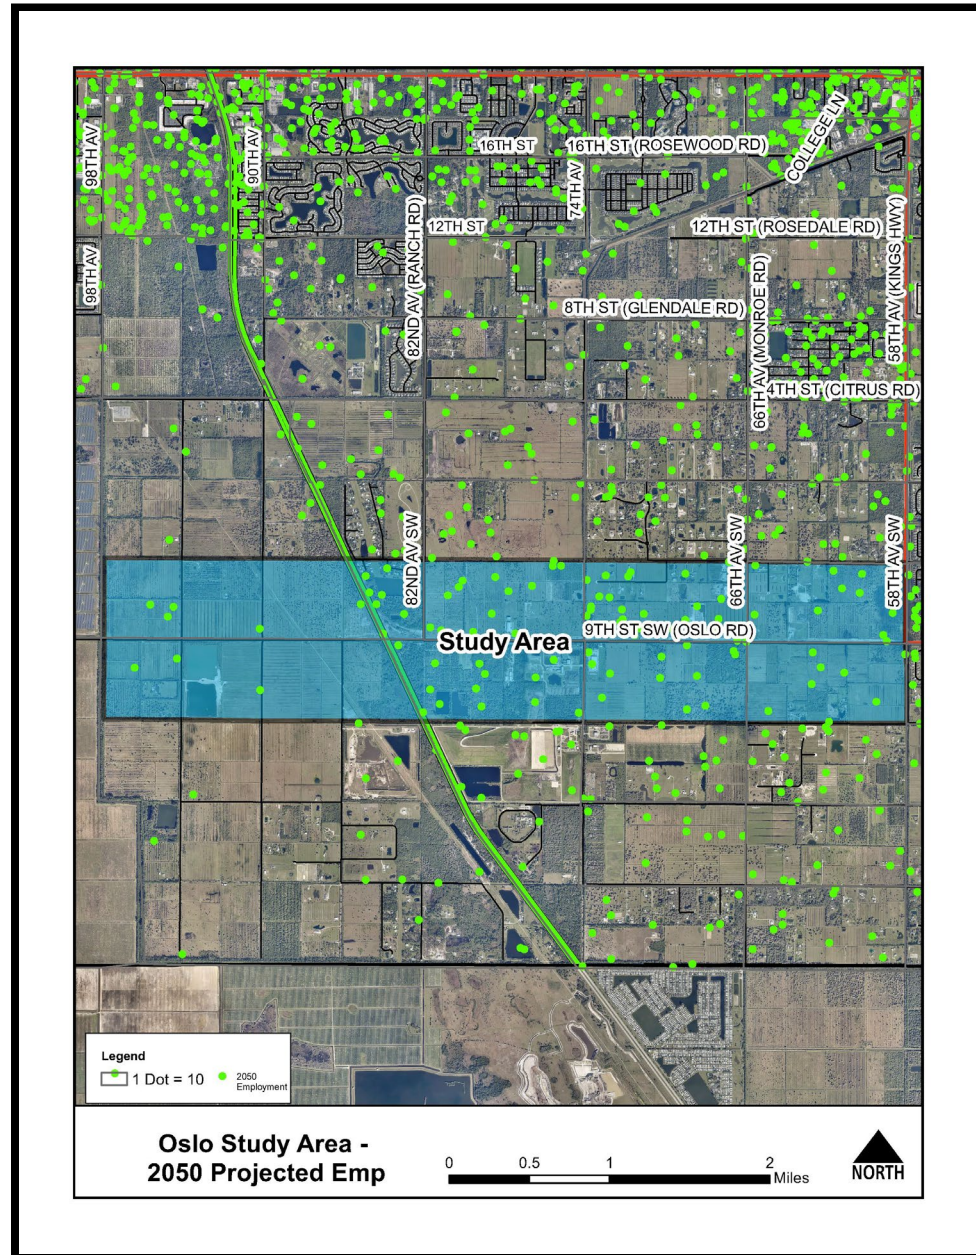 98TH AV
90TH AV
16TH ST
16TH ST (ROSEWOOD RD)
COLLEGE LN
74TH AV
12TH ST
12TH ST (ROSEDALE RD)
98TH AV
82ND AV (RANCH RD)
8TH ST (GLENDALE RD)
66TH AV (MONROE RD)
58TH AV (KINGS HWY)
4TH ST (CITRUS RD)
82ND AV SW
66TH AV SW
58TH AV SW
9TH ST SW (OSLO RD)
Study Area
Legend
1 Dot = 10
2050
Employment
Oslo Study Area -
2050 Projected Emp
0 0.5 1 2
Miles
NORTH